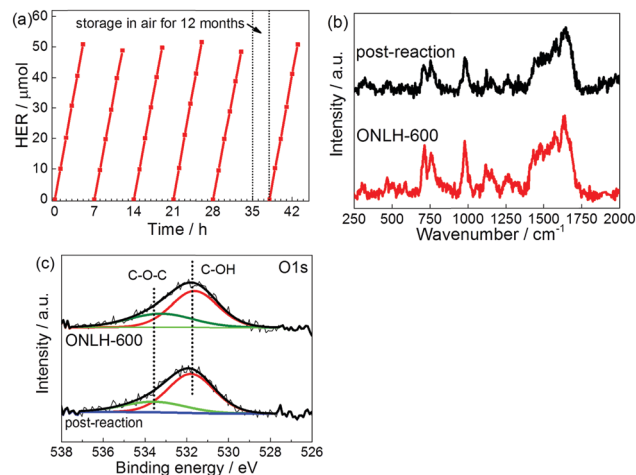 (a)
storage in air for 12 months
HER / μmol
60
50
40
30
20
10
0
0 7 14 21 28 35 42
Time / h
(b)
post-reaction
ONLH-600
Intensity / a.u.
250 500 750 1000 1250 1500 1750 2000
Wavenumber / cm⁻¹
(c)
C-O-C
C-OH
O1s
ONLH-600
post-reaction
Intensity / a.u.
538 536 534 532 530 528 526
Binding energy / eV